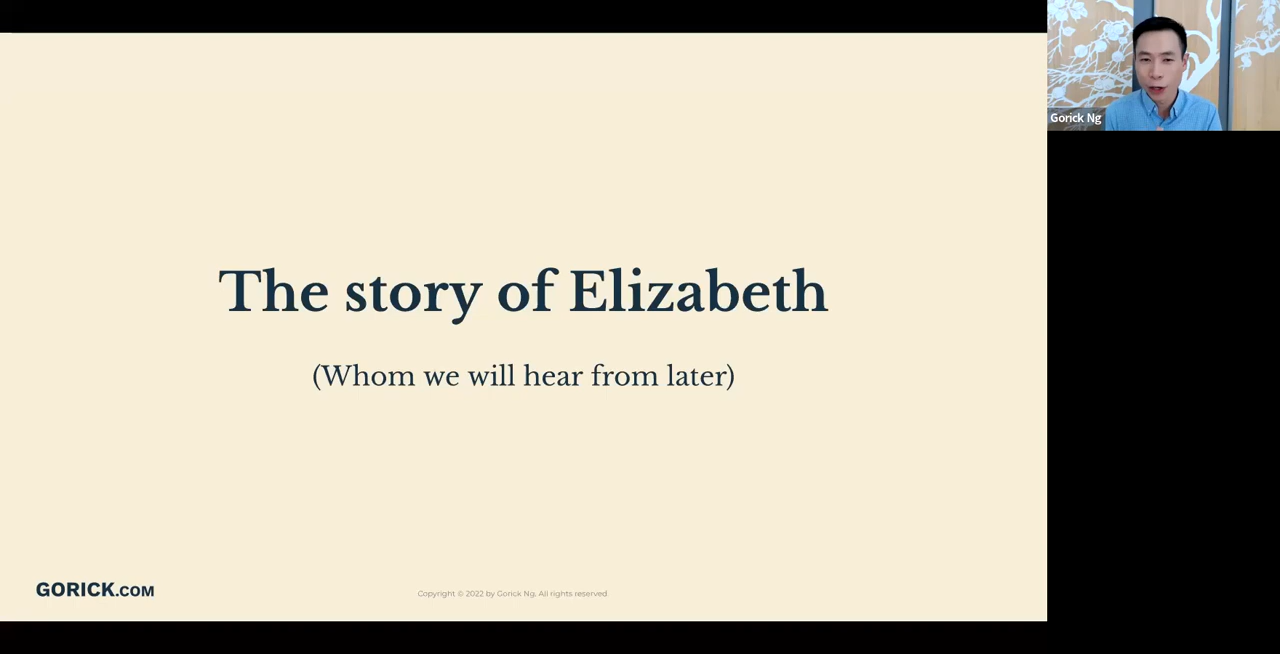 The story of Elizabeth
(Whom we will hear from later)
GORICK.COM
Copyright © 2022 by Gorick Ng. All rights reserved.
Gorick Ng